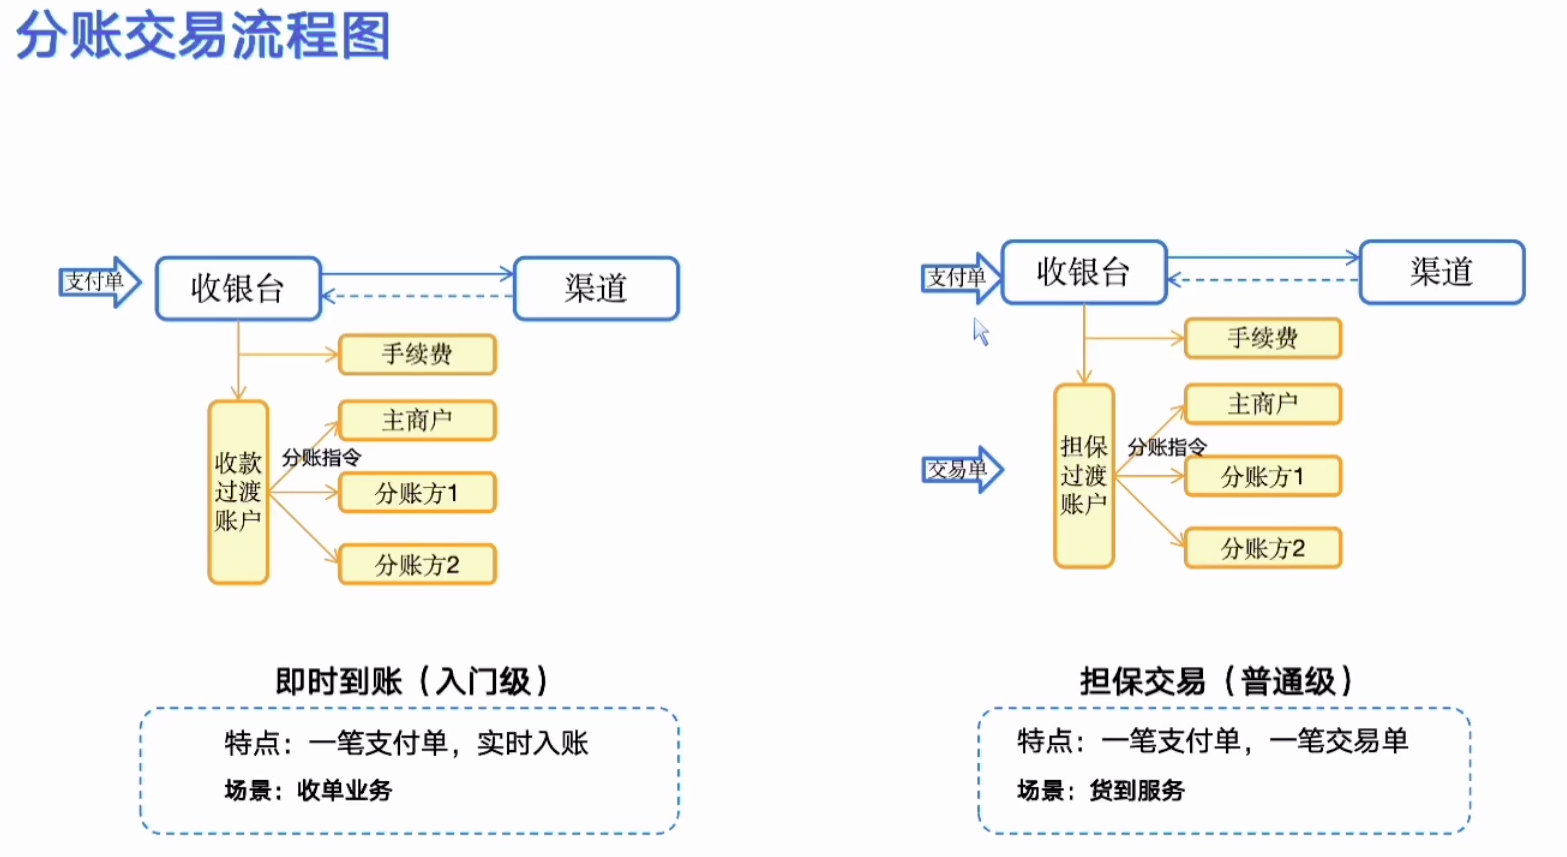 分账交易流程图
支付单
收银台
渠道
手续费
主商户
分账指令
收款
过渡
账户
分账方1
分账方2
即时到账（入门级）
特点：一笔支付单，实时入账
场景：收单业务
支付单
收银台
渠道
手续费
主商户
分账指令
交易单
担保
过渡
账户
分账方1
分账方2
担保交易（普通级）
特点：一笔支付单，一笔交易单
场景：货到服务